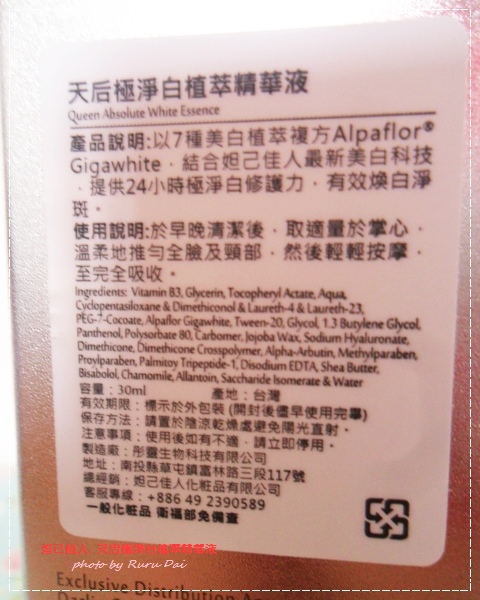 天后極淨白植萃精華液
Queen Absolute White Essence
產品說明:以7種美白植萃複方Alpaflor®
Gigawhite，結合妲己佳人最新美白科技
，提供24小時極淨白修護力，有效煥白淨
斑。
使用說明:於早晚清潔後，取適量於掌心，
溫柔地推勻全臉及頸部，然後輕輕按摩，
至完全吸收。
Ingredients: Vitamin B3, Glycerin, Tocopheryl Actate, Aqua,
Cyclopentasiloxane & Dimethiconol & Laureth-4 & Laureth-23,
PEG-7-Cocoate, Alpaflor Gigawhite, Tween-20, Glycol, 1.3 Butylene Glycol,
Panthenol, Polysorbate 80, Carbomer, Jojoba Wax, Sodium Hyaluronate,
Dimethicone, Dimethicone Crosspolymer, Alpha-Arbutin, Methylparaben,
Proylparaben, Palmitoy Tripeptide-1, Disodium EDTA, Shea Butter,
Bisabolol, Chamomile, Allantoin, Saccharide Isomerate & Water
容量：30ml 產地：台灣
有效期限：標示於外包裝 (開封後儘早使用完畢)
保存方法：請置於陰涼乾燥處避免陽光直射。
注意事項：使用後如有不適，請立即停用。
製造廠：彤靈生物科技有限公司
地址：南投縣草屯鎮富林路三段117號
總經銷：妲己佳人化粧品有限公司
客服專線：+886 49 2390589
一般化粧品 衛福部免備查
妲己佳人 天后極淨白植萃精華液
photo by Ruru Dai
Exclusive Distribution